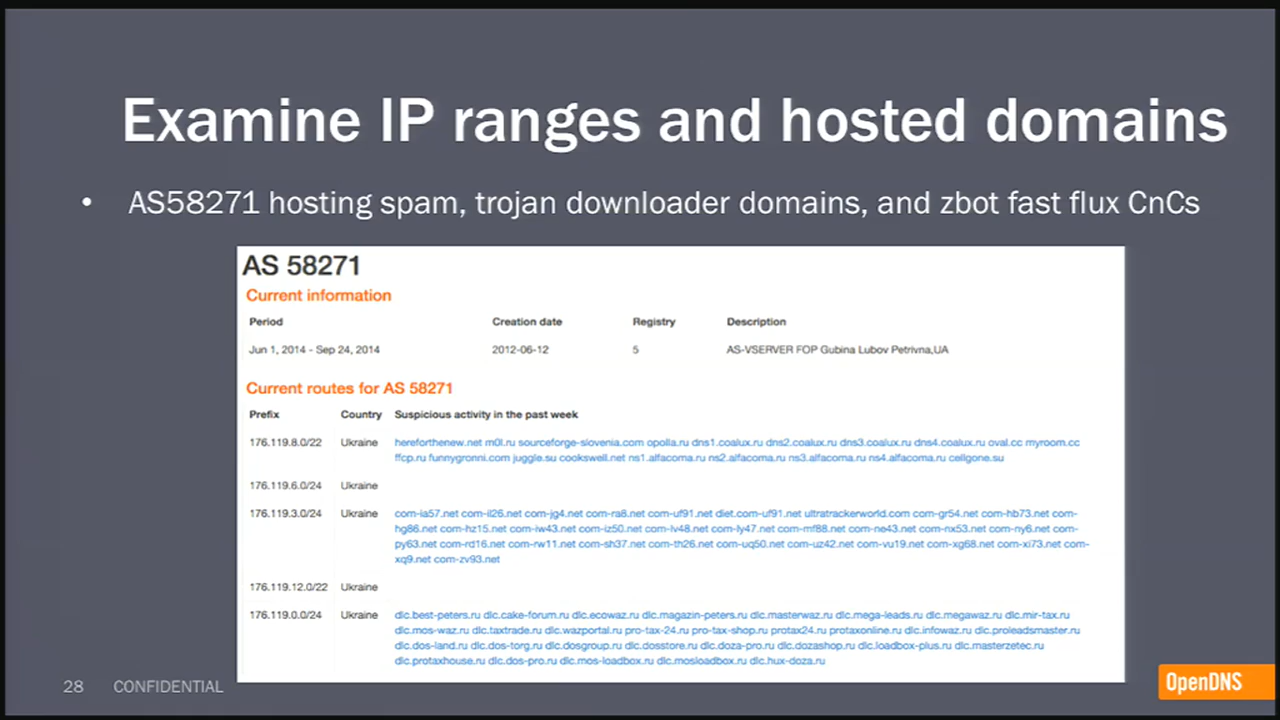 Examine IP ranges and hosted domains
• AS58271 hosting spam, trojan downloader domains, and zbot fast flux CnCs
AS 58271
Current information
Period Creation date Registry Description
Jun 1, 2014 - Sep 24, 2014 2012-06-12 5 AS-VSERVER FOP Gubina Lubov Petrivna,UA
Current routes for AS 58271
Prefix Country Suspicious activity in the past week
176.119.8.0/22 Ukraine hereforthenew.net m0l.ru sourceforge-slovenia.com opolla.ru dns1.coalux.ru dns2.coalux.ru dns3.coalux.ru dns4.coalux.ru oval.cc myroom.cc
ffcp.ru funnygronni.com juggle.su cookswell.net ns1.alfacoma.ru ns2.alfacoma.ru ns3.alfacoma.ru ns4.alfacoma.ru cellgone.su
176.119.6.0/24 Ukraine
176.119.3.0/24 Ukraine com-ia57.net com-il26.net com-jg4.net com-ra8.net com-uf91.net diet.com-uf91.net ultratrackerworld.com com-gr54.net com-hb73.net com-
hg86.net com-hz15.net com-iw43.net com-iz50.net com-lv48.net com-ly47.net com-mf88.net com-ne43.net com-nx53.net com-ny6.net com-
py63.net com-rd16.net com-rw11.net com-sh37.net com-th26.net com-uq50.net com-uz42.net com-vu19.net com-xg68.net com-xi73.net com-
xq9.net com-zv93.net
176.119.12.0/22 Ukraine
176.119.0.0/24 Ukraine dlc.best-peters.ru dlc.cake-forum.ru dlc.ecowaz.ru dlc.magazin-peters.ru dlc.masterwaz.ru dlc.mega-leads.ru dlc.megawaz.ru dlc.mir-tax.ru
dlc.mos-waz.ru dlc.taxtrade.ru dlc.wazportal.ru pro-tax-24.ru pro-tax-shop.ru protax24.ru protaxonline.ru dlc.infowaz.ru dlc.proleadsmaster.ru
dlc.dos-land.ru dlc.dos-torg.ru dlc.dosgroup.ru dlc.dosstore.ru dlc.doza-pro.ru dlc.dozashop.ru dlc.loadbox-plus.ru dlc.masterzetec.ru
dlc.protaxhouse.ru dlc.dos-pro.ru dlc.mos-loadbox.ru dlc.mosloadbox.ru dlc.hux-doza.ru
28 CONFIDENTIAL
OpenDNS